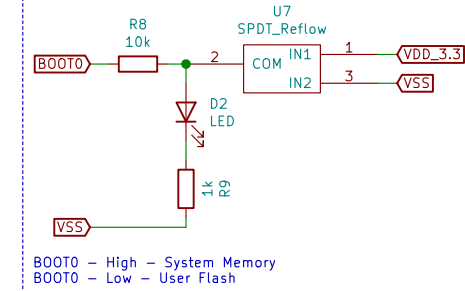 U7
SPDT_Reflow
R8
10k
BOOT0
2
COM
IN1
1
VDD_3.3
IN2
3
VSS
D2
LED
1k
R9
VSS
BOOT0 - High - System Memory
BOOT0 - Low - User Flash